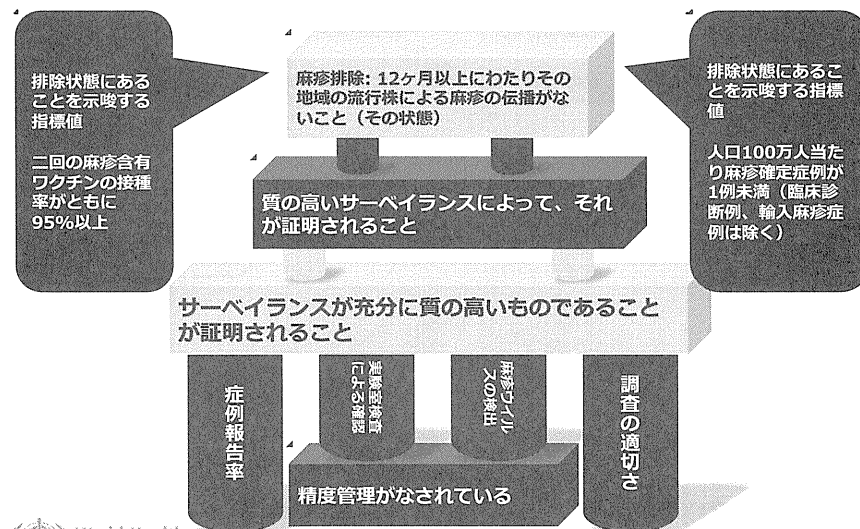 排除状態にある
ことを示唆する
指標値
二回の麻疹含有
ワクチンの接種
率がともに
95%以上
麻疹排除: 12ヶ月以上にわたりその
地域の流行株による麻疹の伝播がな
いこと（その状態）
排除状態にあるこ
とを示唆する指標
値
人口100万人当た
り麻疹確定症例が
1例未満（臨床診
断例、輸入麻疹症
例は除く）
質の高いサーベイランスによって、それ
が証明されること
サーベイランスが充分に質の高いものであること
が証明されること
症例報告率
実験室検査
による確認
麻疹ウイル
スの検出
調査の適切さ
精度管理がなされている